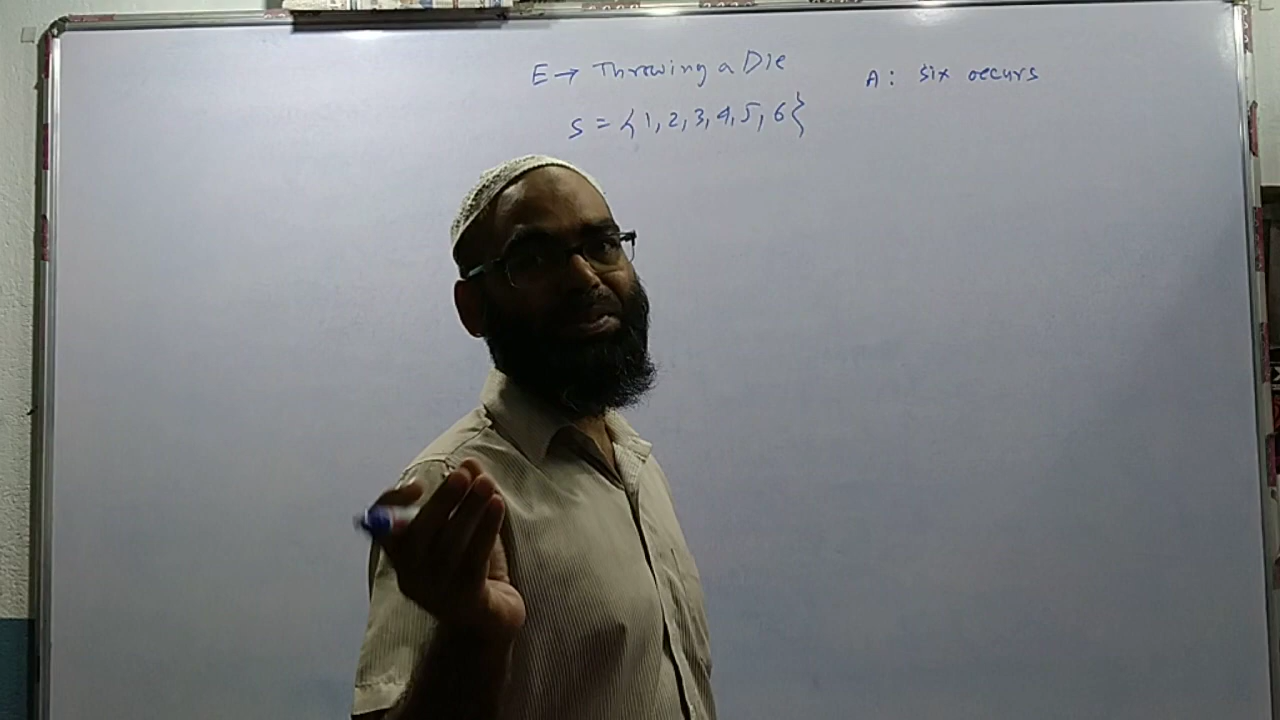 E → Throwing a Die
A: Six occurs
S = {1, 2, 3, 4, 5, 6}